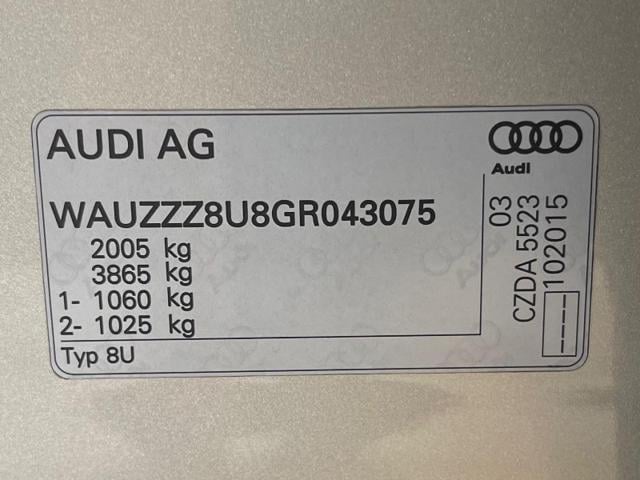 AUDI AG
Audi
WAUZZZ8U8GR043075
2005 kg
3865 kg
1- 1060 kg
2- 1025 kg
Typ 8U
03
CZDA 5523
---- 102015